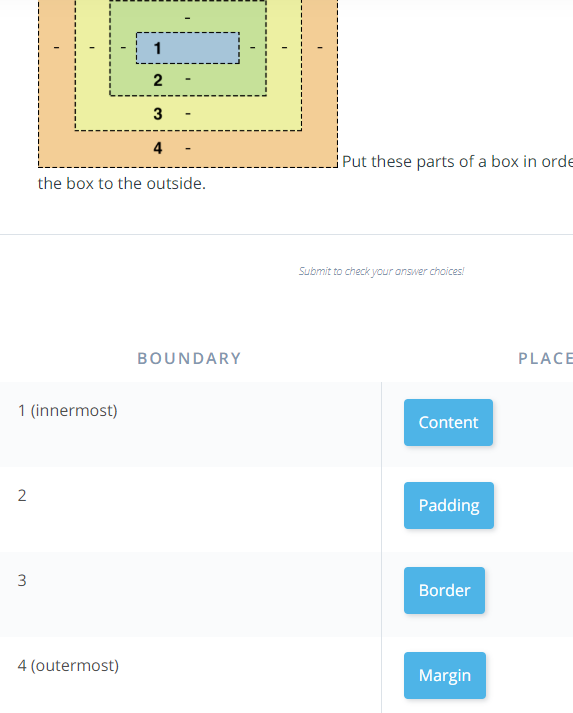 -
- - - 1 - - -
2 -
3 -
4 -
Put these parts of a box in orde
the box to the outside.
Submit to check your answer choices!
BOUNDARY PLACE
1 (innermost) Content
2 Padding
3 Border
4 (outermost) Margin